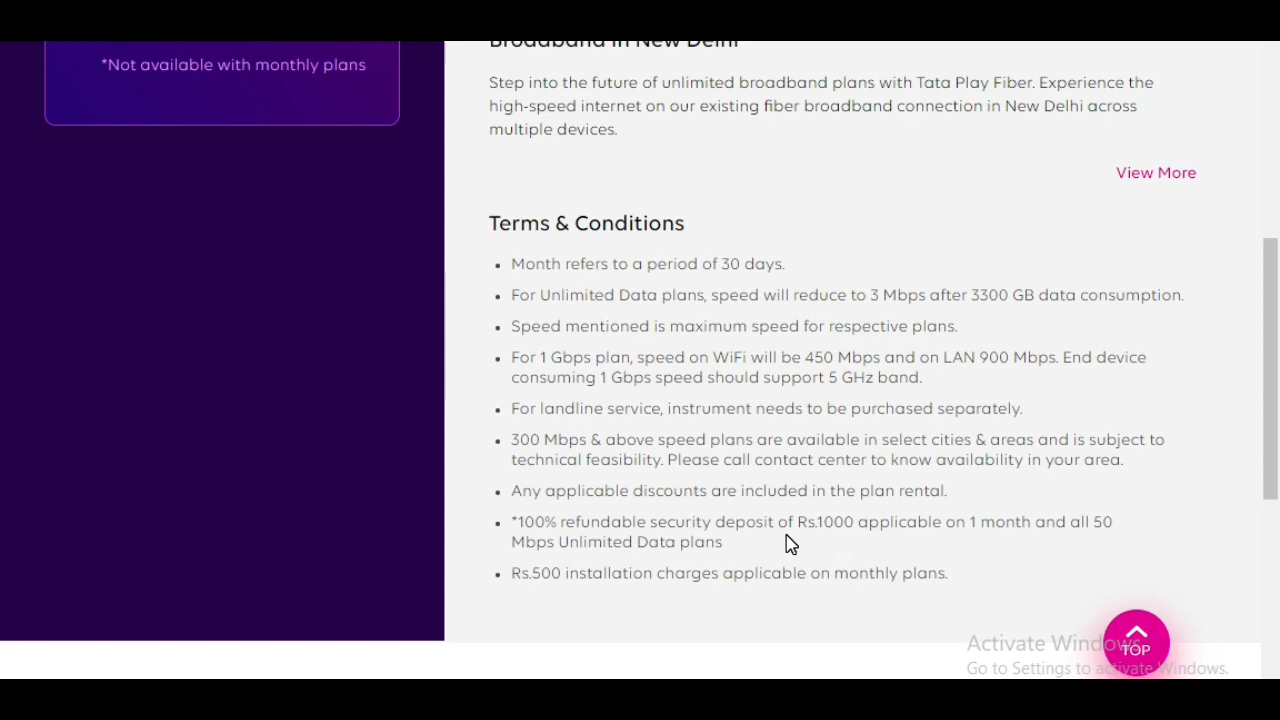 Broadband in New Delhi
*Not available with monthly plans
Step into the future of unlimited broadband plans with Tata Play Fiber. Experience the
high-speed internet on our existing fiber broadband connection in New Delhi across
multiple devices.
View More
Terms & Conditions
• Month refers to a period of 30 days.
• For Unlimited Data plans, speed will reduce to 3 Mbps after 3300 GB data consumption.
• Speed mentioned is maximum speed for respective plans.
• For 1 Gbps plan, speed on WiFi will be 450 Mbps and on LAN 900 Mbps. End device
consuming 1 Gbps speed should support 5 GHz band.
• For landline service, instrument needs to be purchased separately.
• 300 Mbps & above speed plans are available in select cities & areas and is subject to
technical feasibility. Please call contact center to know availability in your area.
• Any applicable discounts are included in the plan rental.
• *100% refundable security deposit of Rs.1000 applicable on 1 month and all 50
Mbps Unlimited Data plans
• Rs.500 installation charges applicable on monthly plans.
TOP
Activate Windows
Go to Settings to activate Windows.